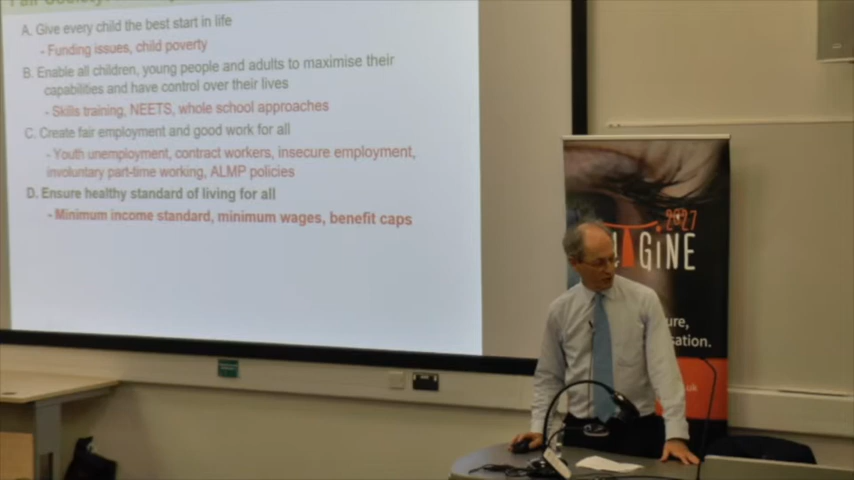 A. Give every child the best start in life
- Funding issues, child poverty
B. Enable all children, young people and adults to maximise their
capabilities and have control over their lives
- Skills training, NEETS, whole school approaches
C. Create fair employment and good work for all
- Youth unemployment, contract workers, insecure employment,
involuntary part-time working, ALMP policies
D. Ensure healthy standard of living for all
- Minimum income standard, minimum wages, benefit caps
2027
GINE
ure,
sation.